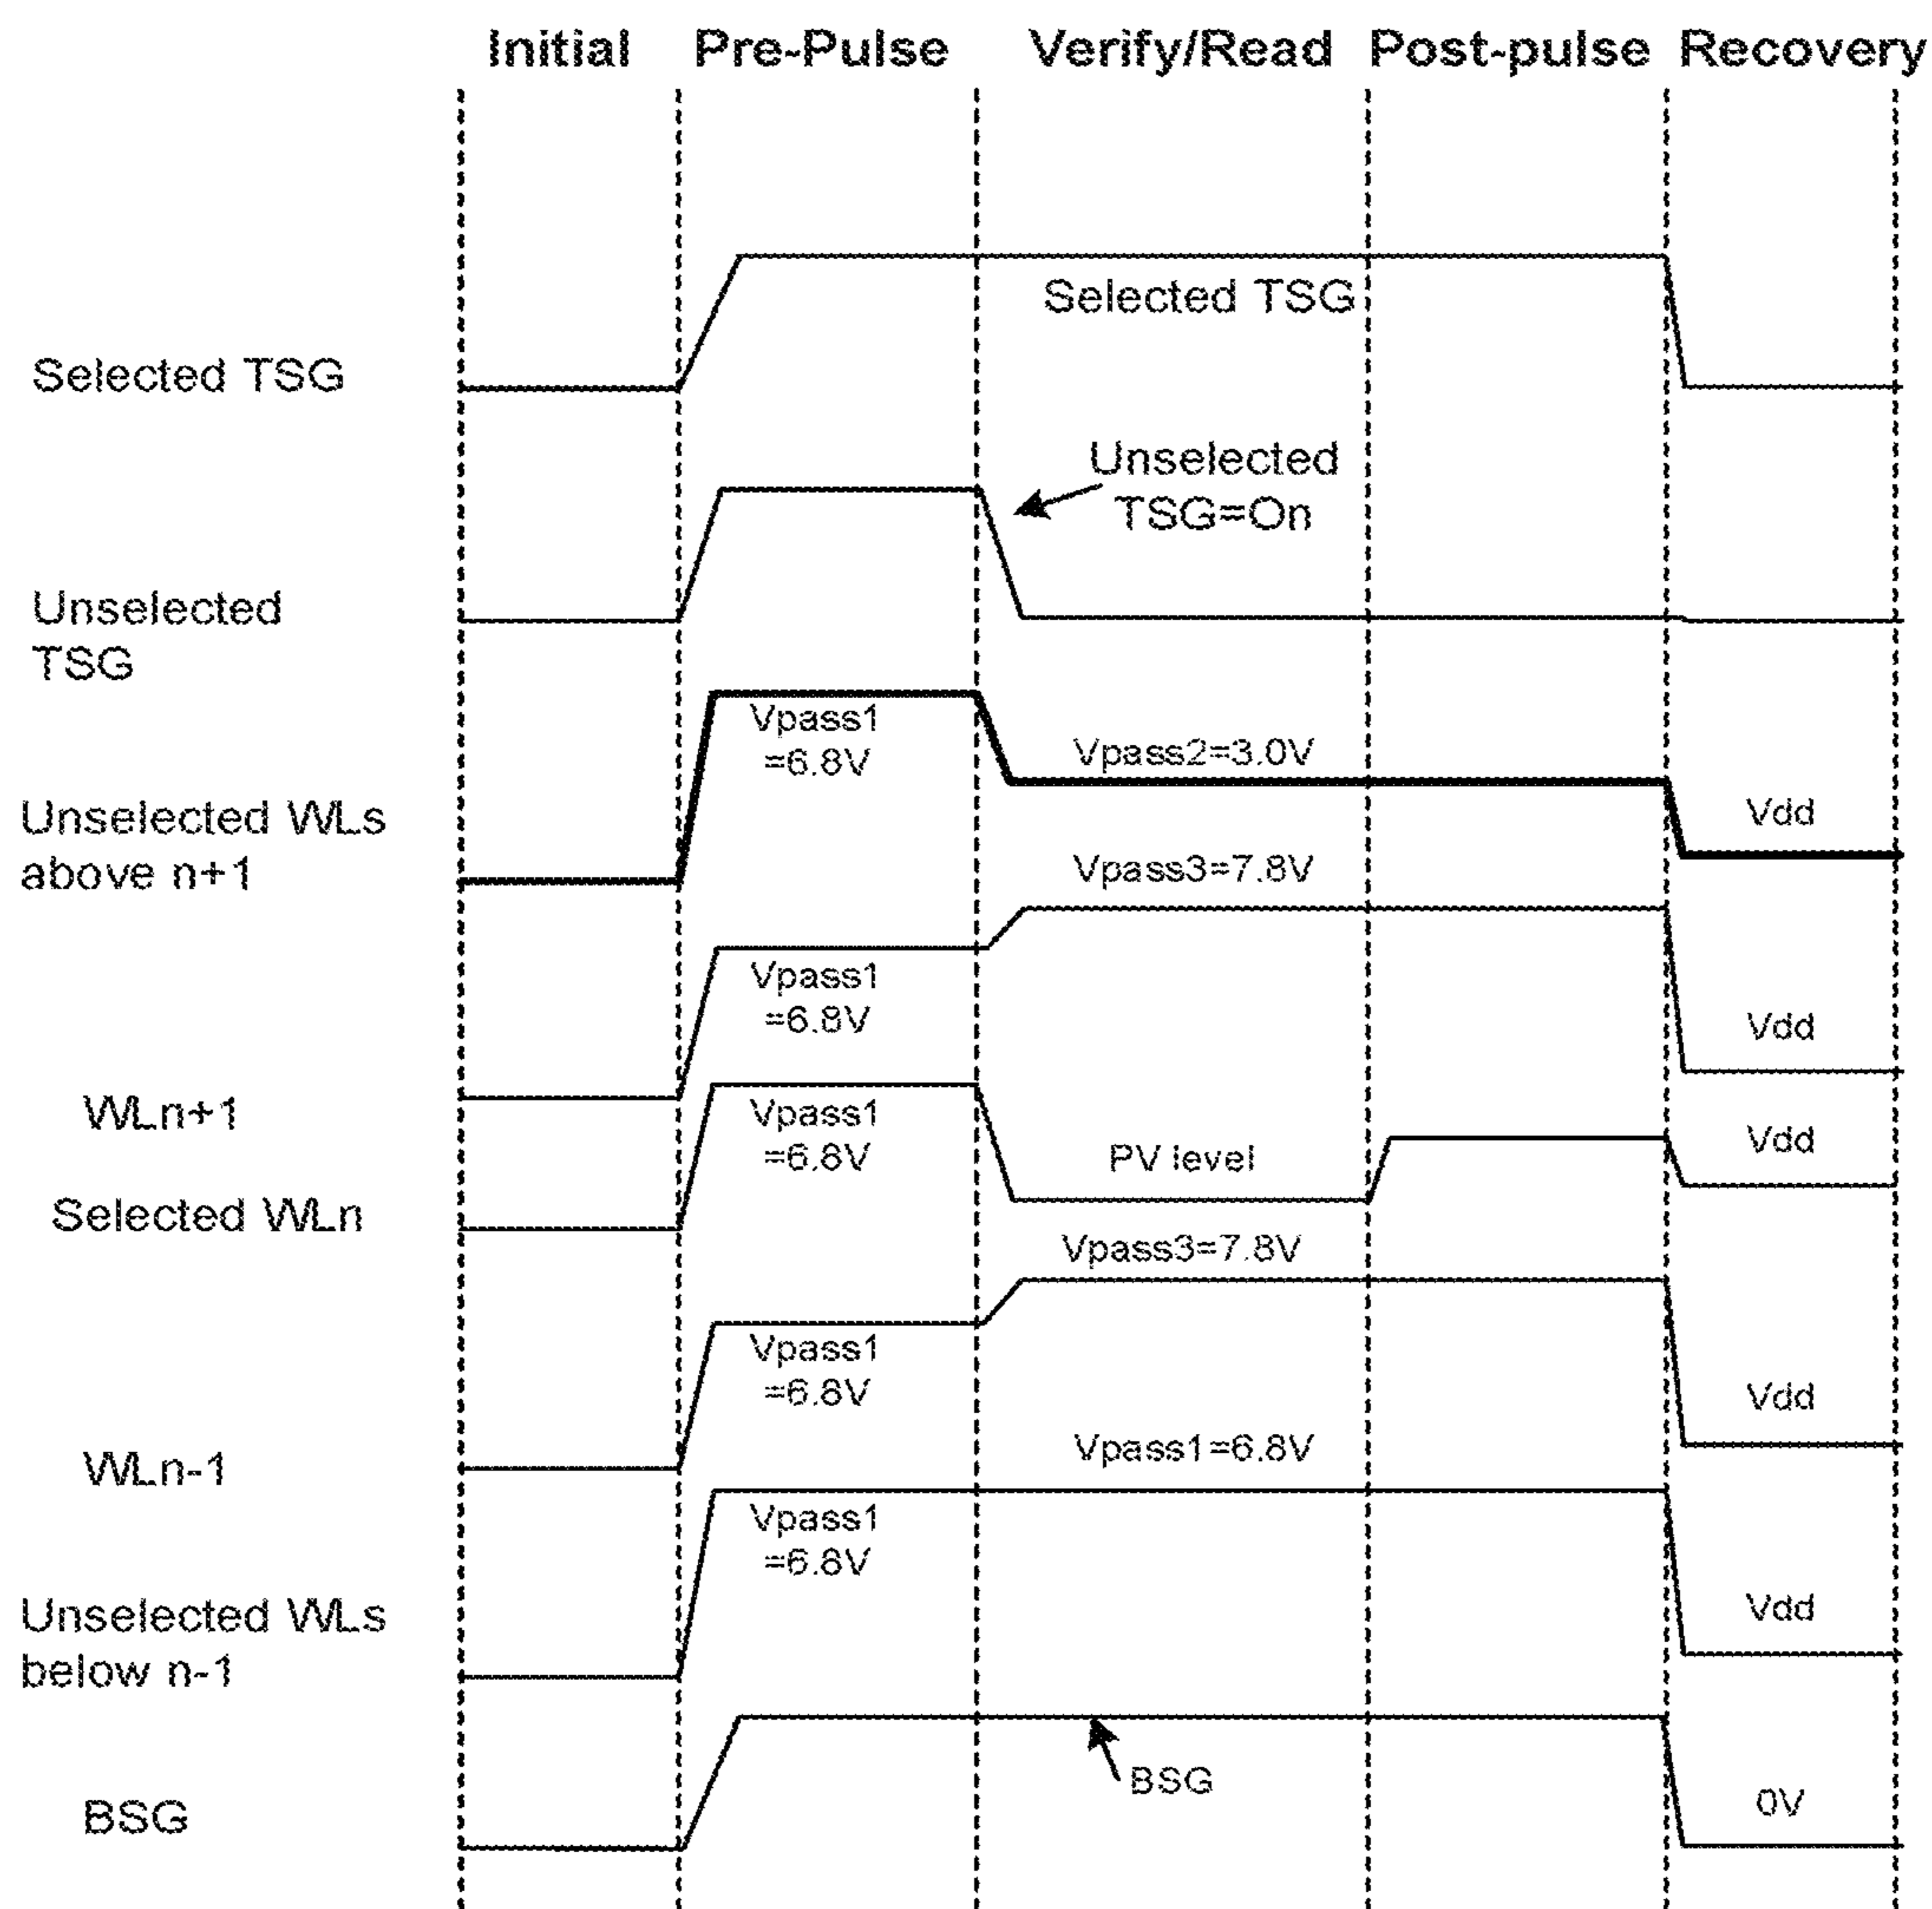 Initial Pre-Pulse Verify/Read Post-pulse Recovery
Selected TSG
Selected TSG
Unselected
TSG=On
Unselected
TSG
Vpass1
=6.8V
Vpass2=3.0V
Unselected WLs
above n+1
Vdd
Vpass3=7.8V
Vpass1
=6.8V
Vdd
WLn+1
Vpass1
=6.8V
PV level
Vdd
Selected WLn
Vpass3=7.8V
Vpass1
=6.8V
Vdd
WLn-1
Vpass1=6.8V
Vpass1
=6.8V
Unselected WLs
below n-1
Vdd
BSG
BSG
0V